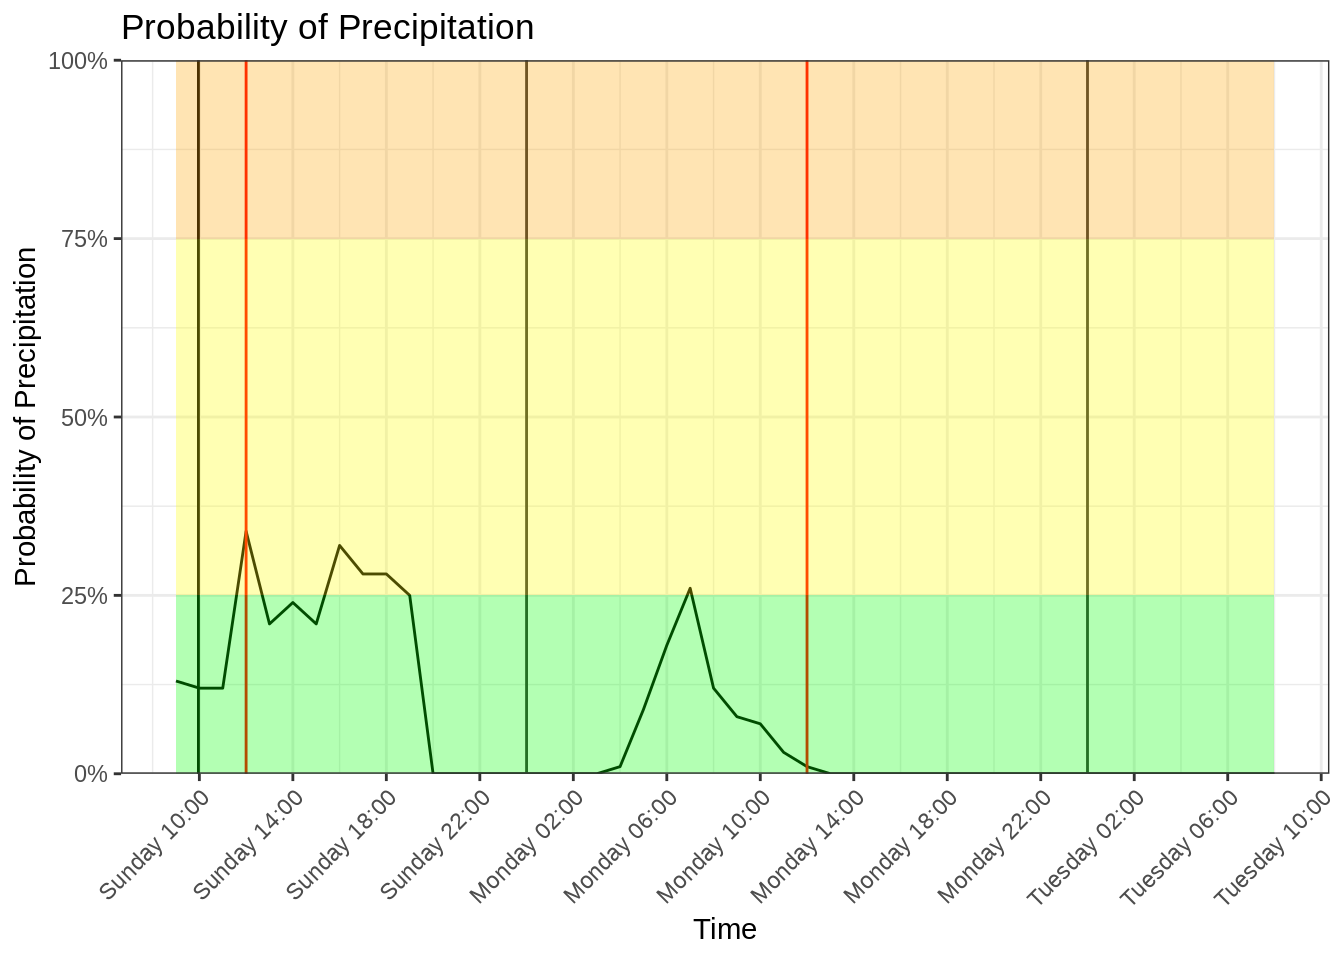 Probability of Precipitation
Probability of Precipitation
100%
75%
50%
25%
0%
Sunday 10:00
Sunday 14:00
Sunday 18:00
Sunday 22:00
Monday 02:00
Monday 06:00
Monday 10:00
Monday 14:00
Monday 18:00
Monday 22:00
Tuesday 02:00
Tuesday 06:00
Tuesday 10:00
Time